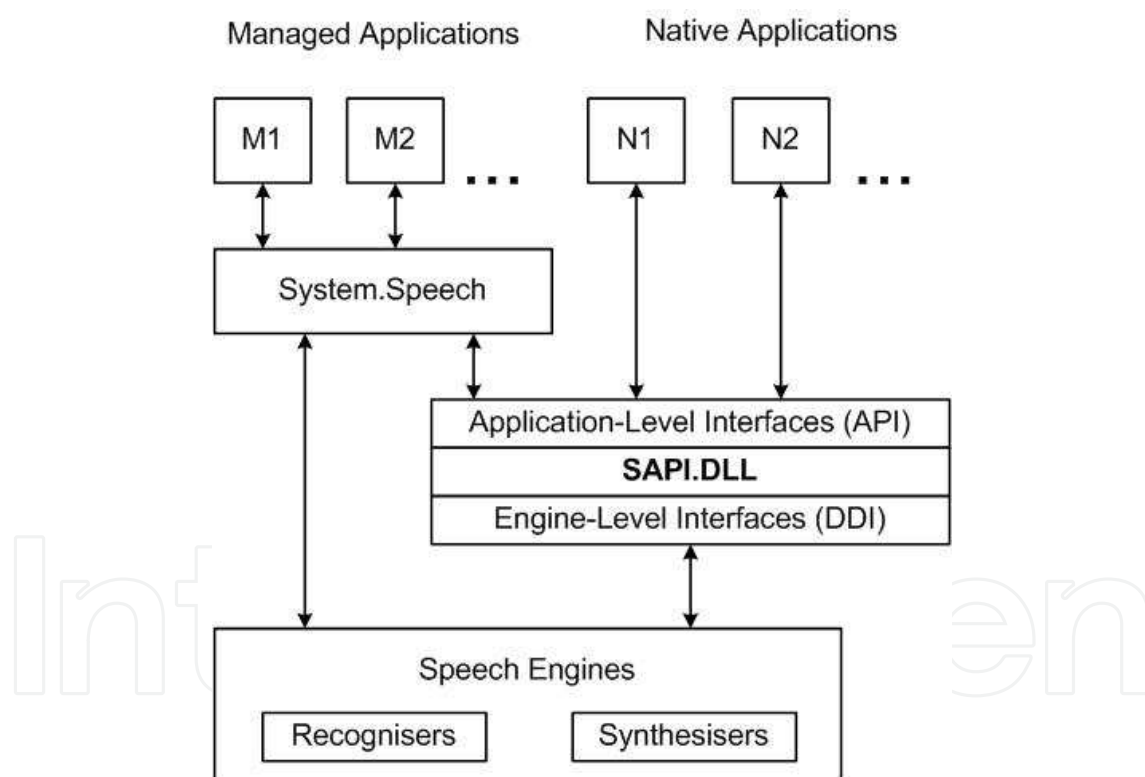 Managed Applications
Native Applications
M1
M2
...
N1
N2
...
System.Speech
Application-Level Interfaces (API)
SAPI.DLL
Engine-Level Interfaces (DDI)
Speech Engines
Recognisers
Synthesisers